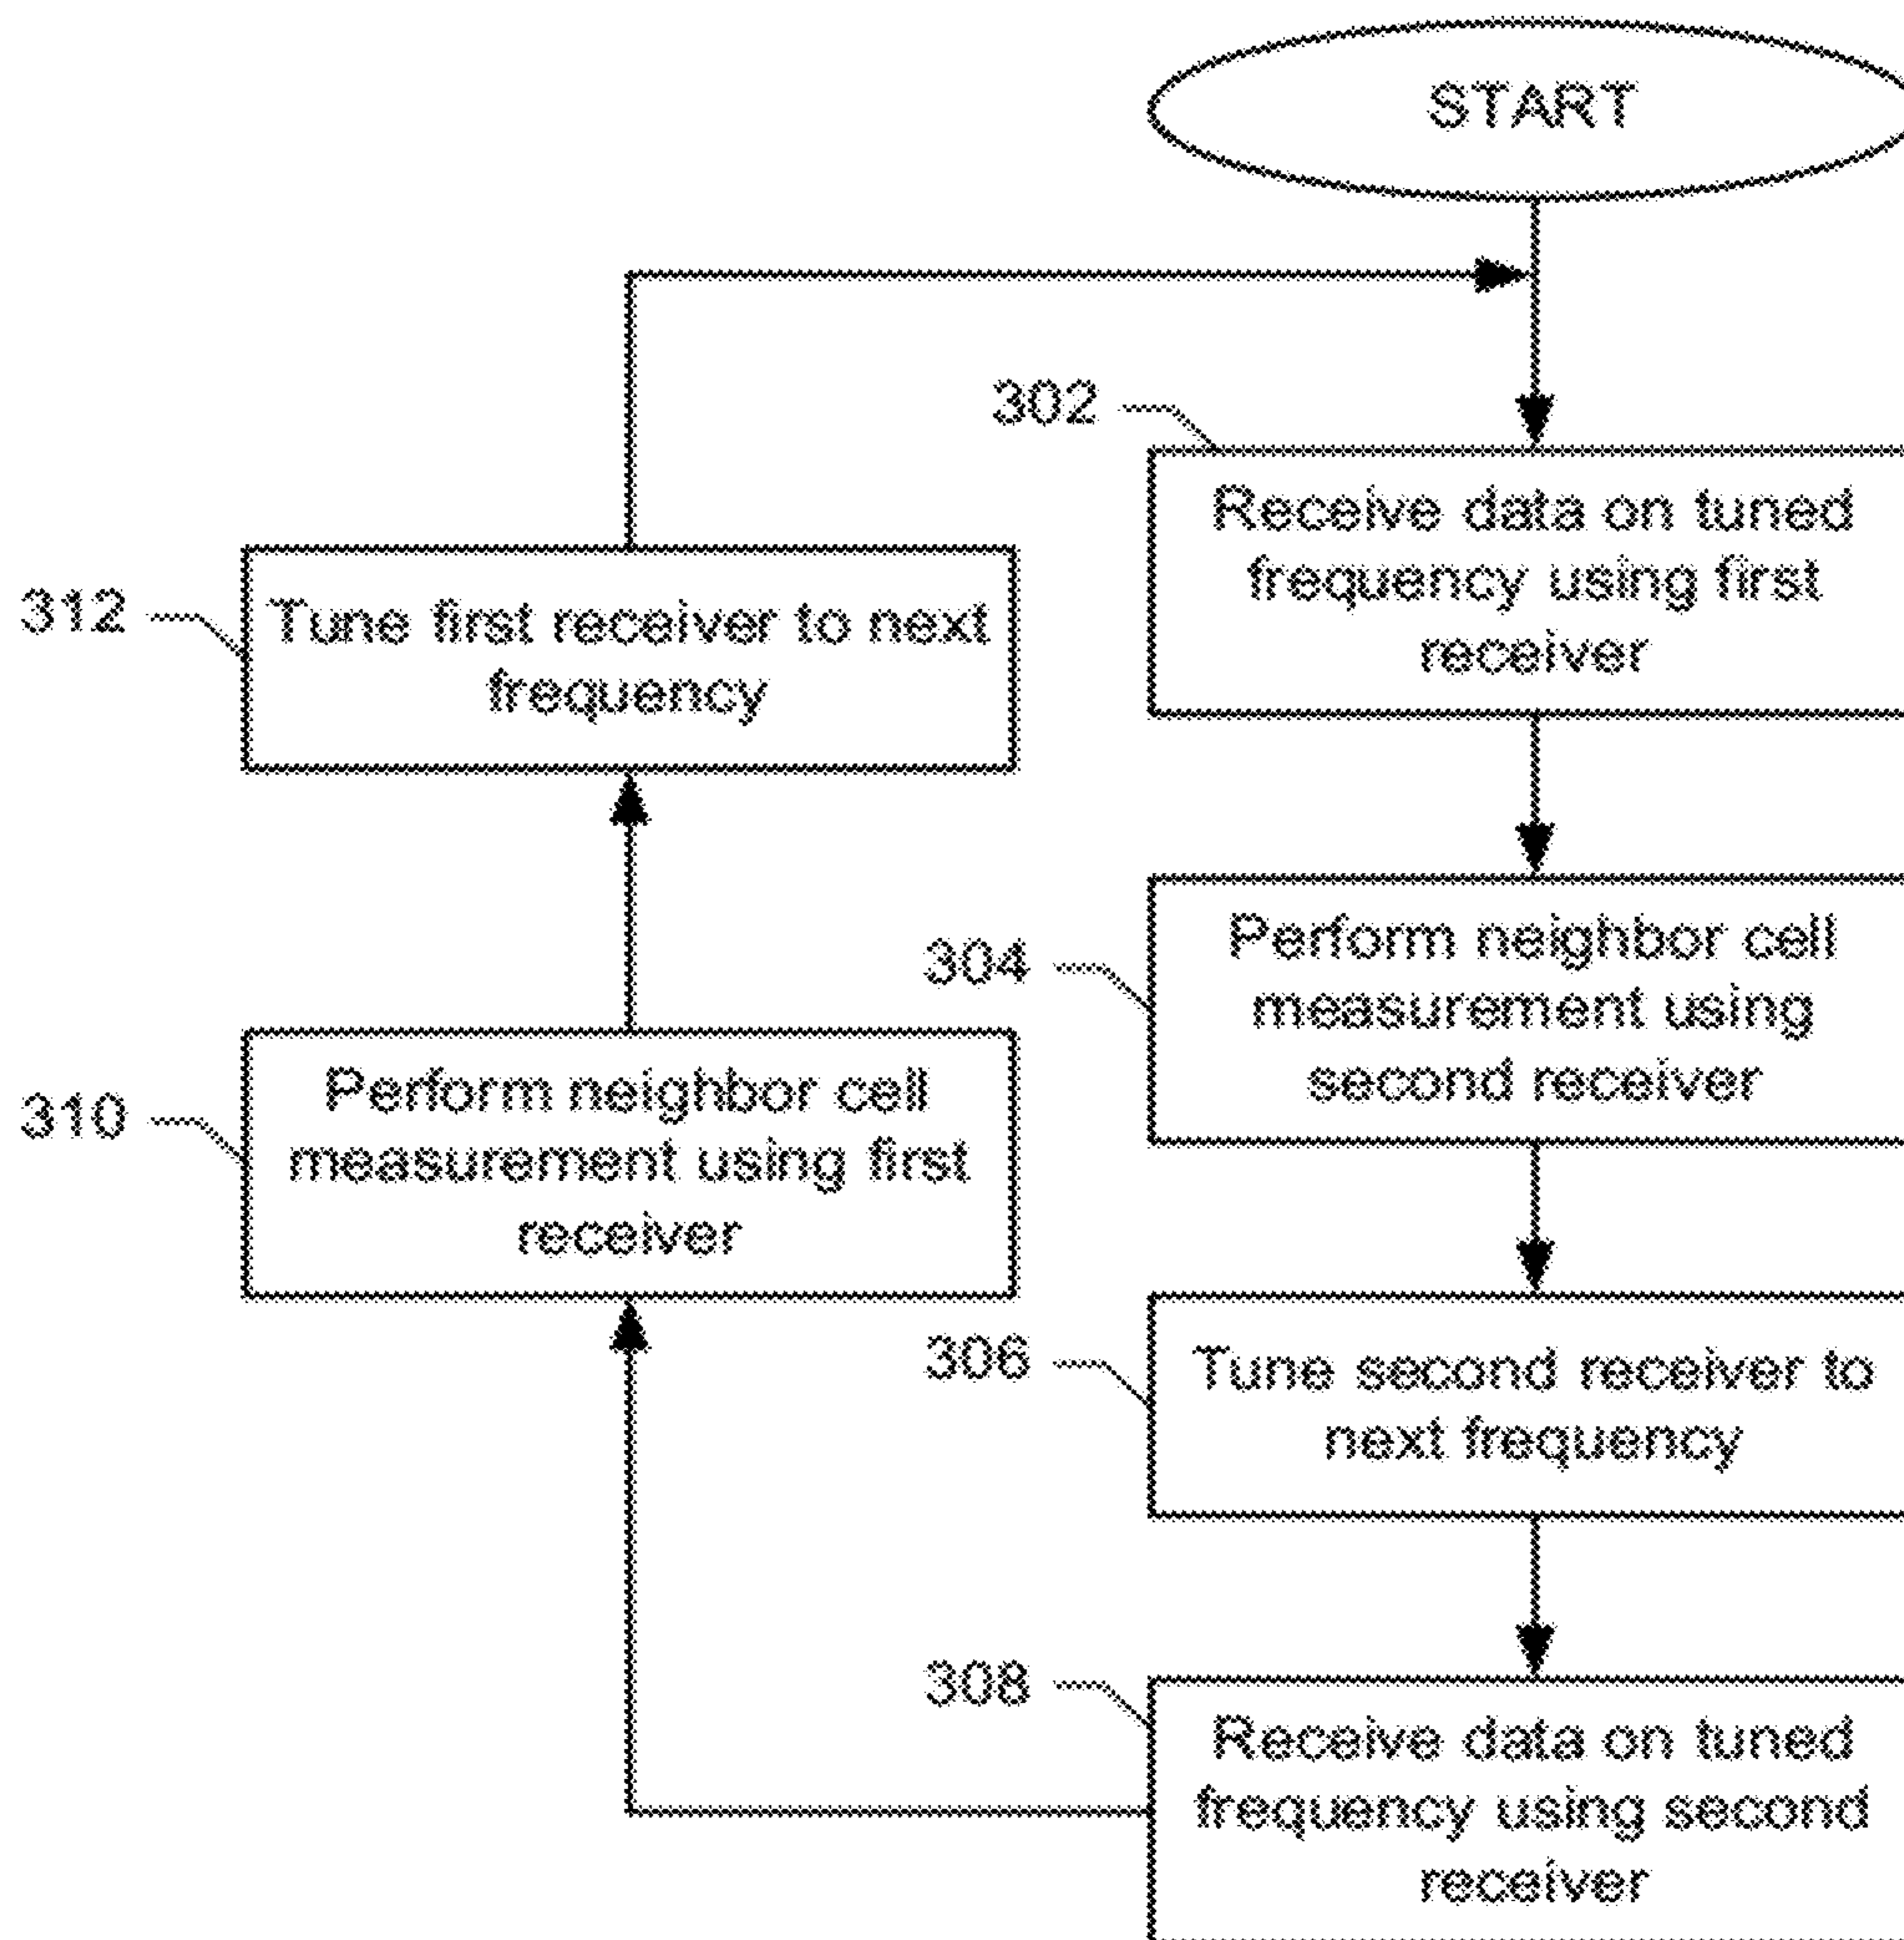 START
302
Receive data on tuned
frequency using first
receiver
312
Tune first receiver to next
frequency
304
Perform neighbor cell
measurement using
second receiver
310
Perform neighbor cell
measurement using first
receiver
306
Tune second receiver to
next frequency
308
Receive data on tuned
frequency using second
receiver